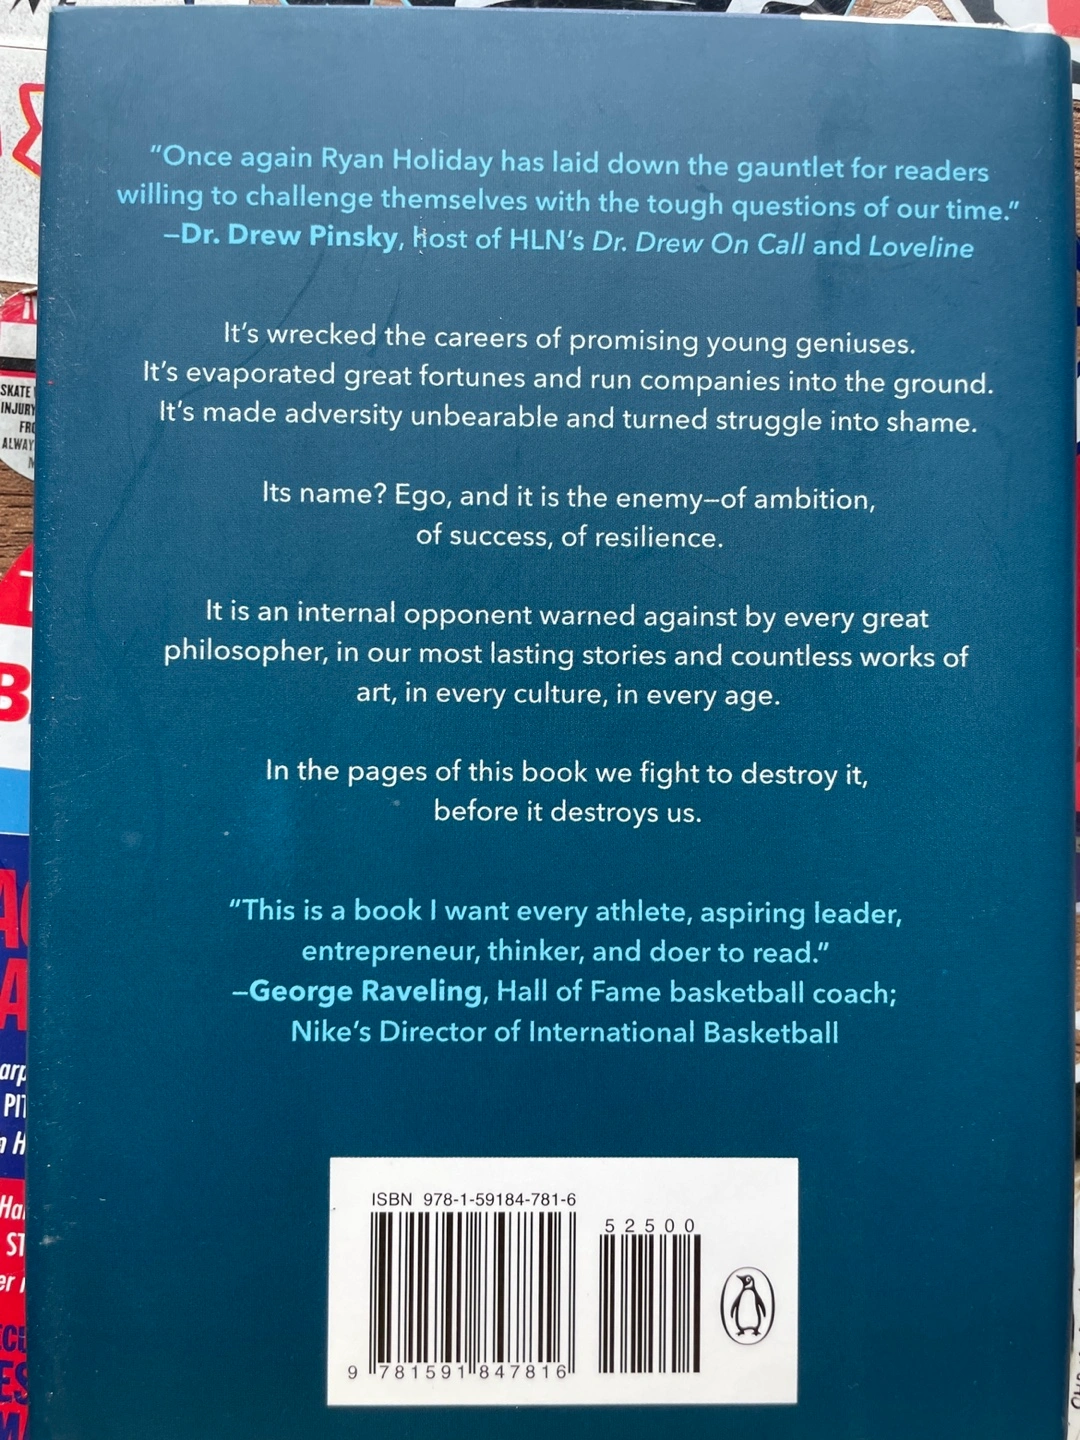 “Once again Ryan Holiday has laid down the gauntlet for readers
willing to challenge themselves with the tough questions of our time.”
—Dr. Drew Pinsky, host of HLN’s Dr. Drew On Call and Loveline
It’s wrecked the careers of promising young geniuses.
It’s evaporated great fortunes and run companies into the ground.
It’s made adversity unbearable and turned struggle into shame.
Its name? Ego, and it is the enemy—of ambition,
of success, of resilience.
It is an internal opponent warned against by every great
philosopher, in our most lasting stories and countless works of
art, in every culture, in every age.
In the pages of this book we fight to destroy it,
before it destroys us.
“This is a book I want every athlete, aspiring leader,
entrepreneur, thinker, and doer to read.”
—George Raveling, Hall of Fame basketball coach;
Nike’s Director of International Basketball
ISBN 978-1-59184-781-6
52500
9 781591 847816
SKATE
INJURY
ALWAY